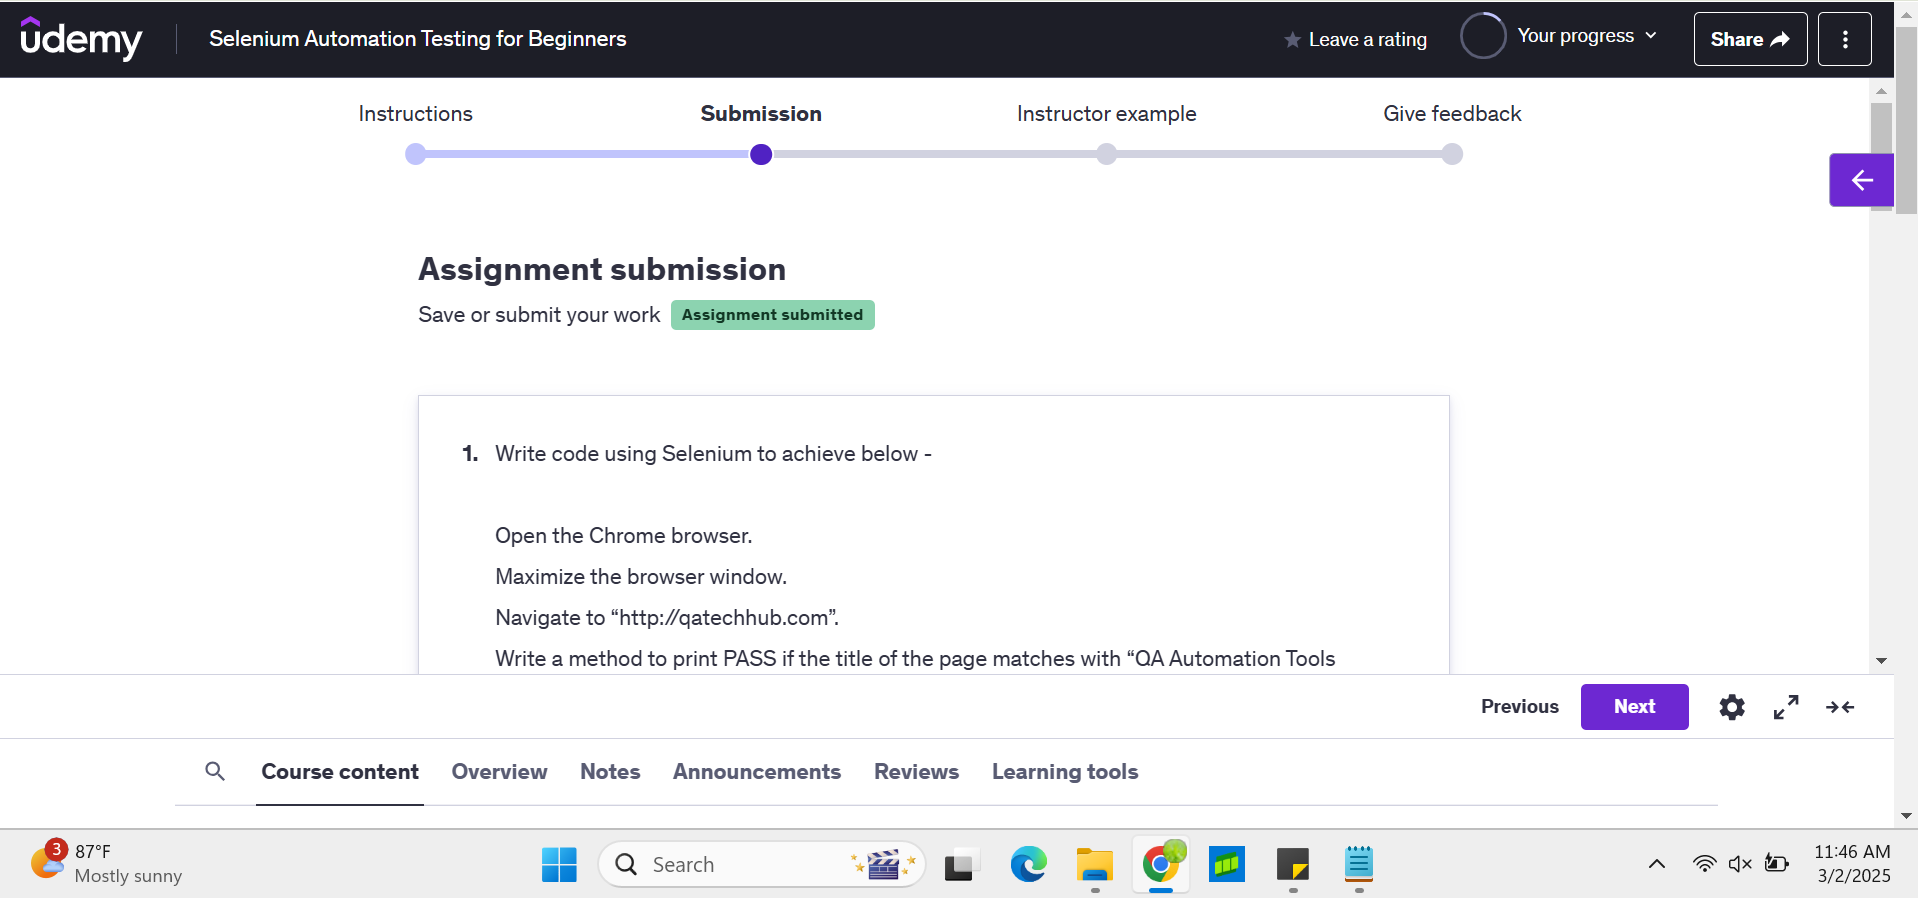 udemy
Selenium Automation Testing for Beginners
Leave a rating
Your progress
Share
Instructions
Submission
Instructor example
Give feedback
Assignment submission
Save or submit your work
Assignment submitted
1. Write code using Selenium to achieve below -
Open the Chrome browser.
Maximize the browser window.
Navigate to “http://qatechhub.com”.
Write a method to print PASS if the title of the page matches with “QA Automation Tools
Previous
Next
Course content
Overview
Notes
Announcements
Reviews
Learning tools
3
87°F
Mostly sunny
Search
11:46 AM
3/2/2025